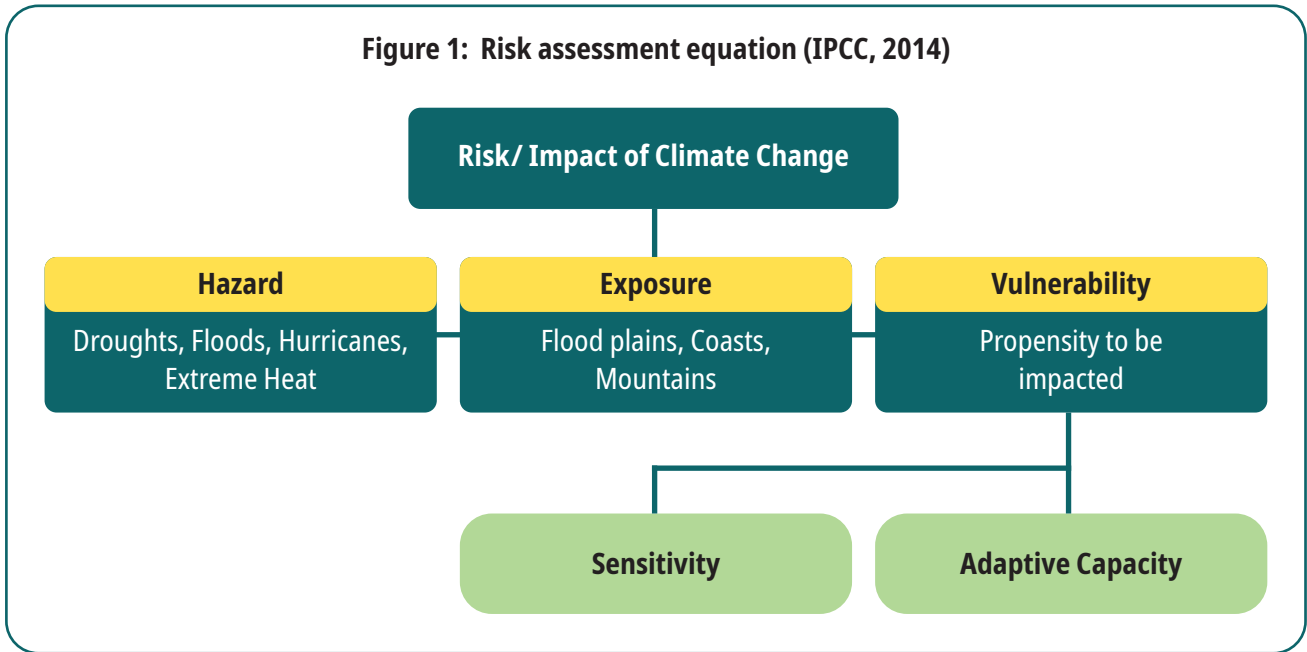 Figure 1: Risk assessment equation (IPCC, 2014)
Risk/ Impact of Climate Change
Hazard
Droughts, Floods, Hurricanes,
Extreme Heat
Exposure
Flood plains, Coasts,
Mountains
Vulnerability
Propensity to be
impacted
Sensitivity
Adaptive Capacity